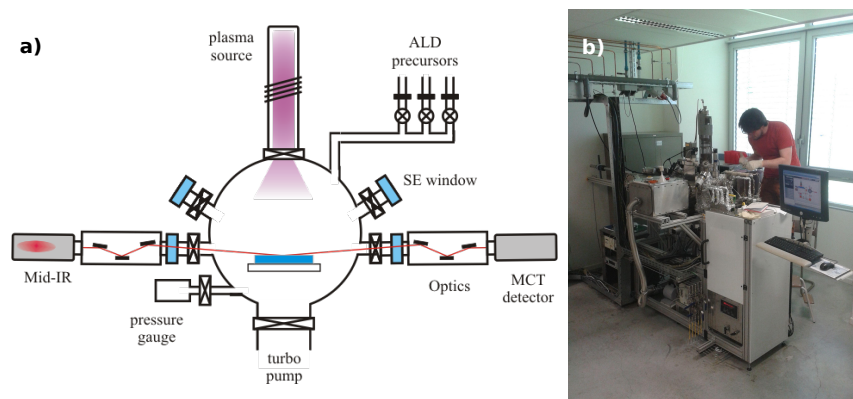 a)
plasma
source
ALD
precursors
SE window
Mid-IR
pressure
gauge
turbo
pump
Optics
MCT
detector
b)